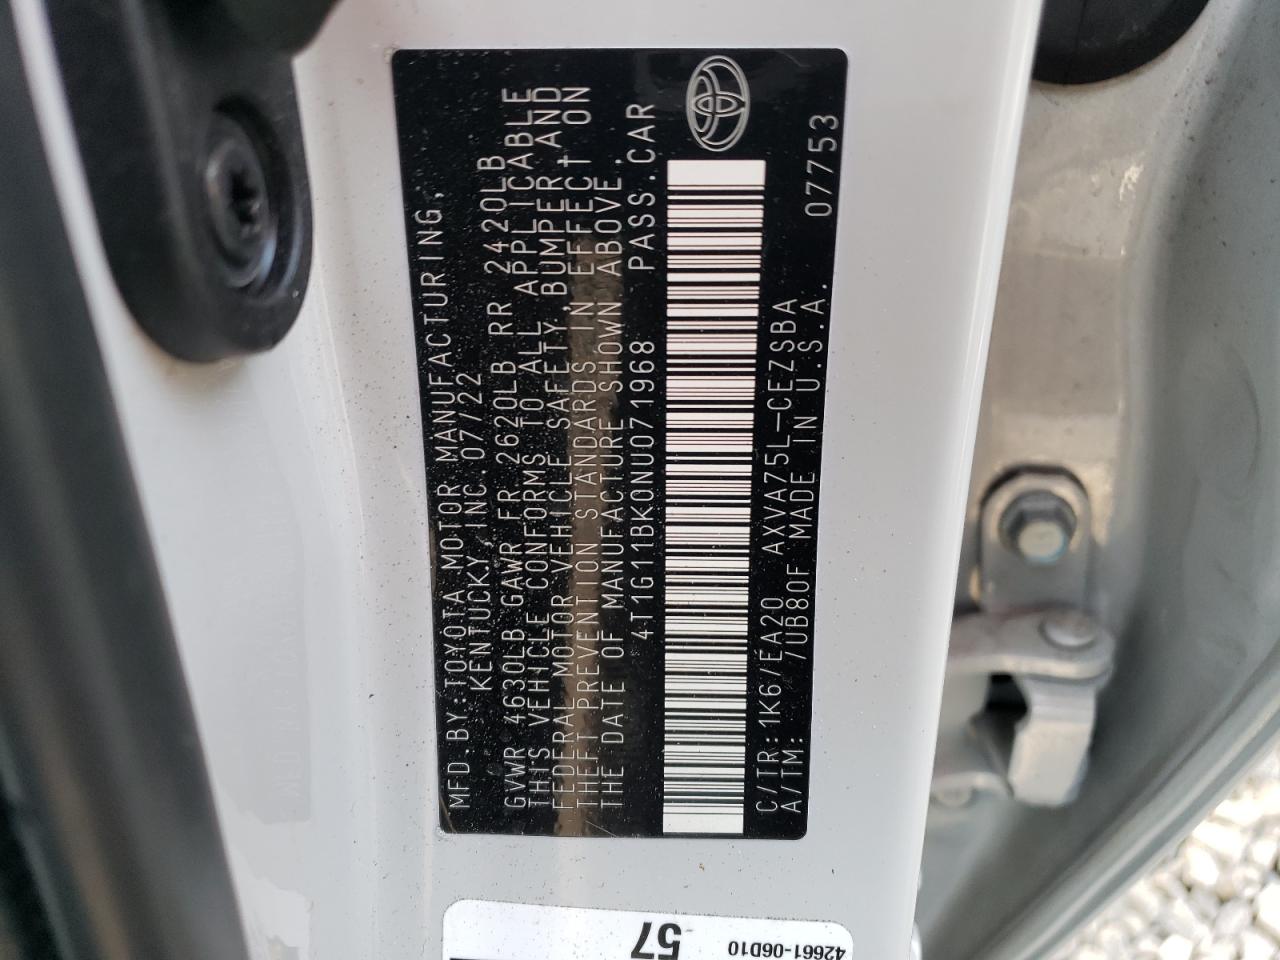 MFD.BY:TOYOTA MOTOR MANUFACTURING,
KENTUCKY,INC.07/22
GVWR 4630LB GAWR FR 2620LB RR 2420LB
THIS VEHICLE CONFORMS TO ALL APPLICABLE
FEDERAL MOTOR VEHICLE SAFETY,BUMPER,AND
THEFT PREVENTION STANDARDS IN EFFECT ON
THE DATE OF MANUFACTURE SHOWN ABOVE.
4T1G11BK0NU071968 PASS.CAR
C/TR:1K6/EA20 AXVA75L-CEZSBA
A/TM: /UB80F MADE IN U.S.A. 07753
57
42661-06D10